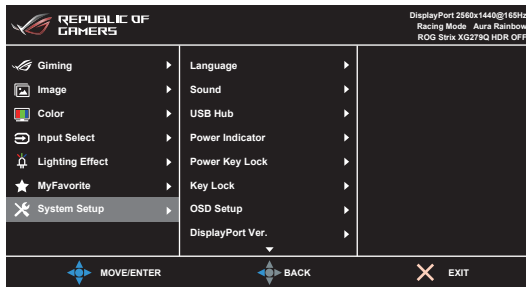 REPUBLIC OF
GAMERS
DisplayPort 2560x1440@165Hz
Racing Mode Aura Rainbow
ROG Strix XG279Q HDR OFF
Giming
Image
Color
Input Select
Lighting Effect
MyFavorite
System Setup
Language
Sound
USB Hub
Power Indicator
Power Key Lock
Key Lock
OSD Setup
DisplayPort Ver.
MOVE/ENTER
BACK
EXIT